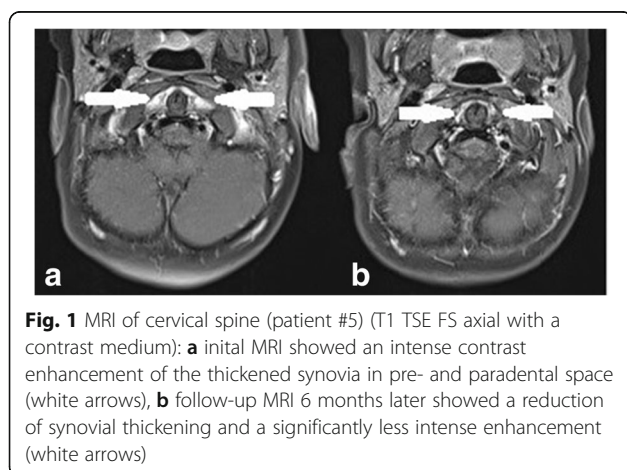 a
b
Fig. 1 MRI of cervical spine (patient #5) (T1 TSE FS axial with a
contrast medium): a inital MRI showed an intense contrast
enhancement of the thickened synovia in pre- and paradental space
(white arrows), b follow-up MRI 6 months later showed a reduction
of synovial thickening and a significantly less intense enhancement
(white arrows)